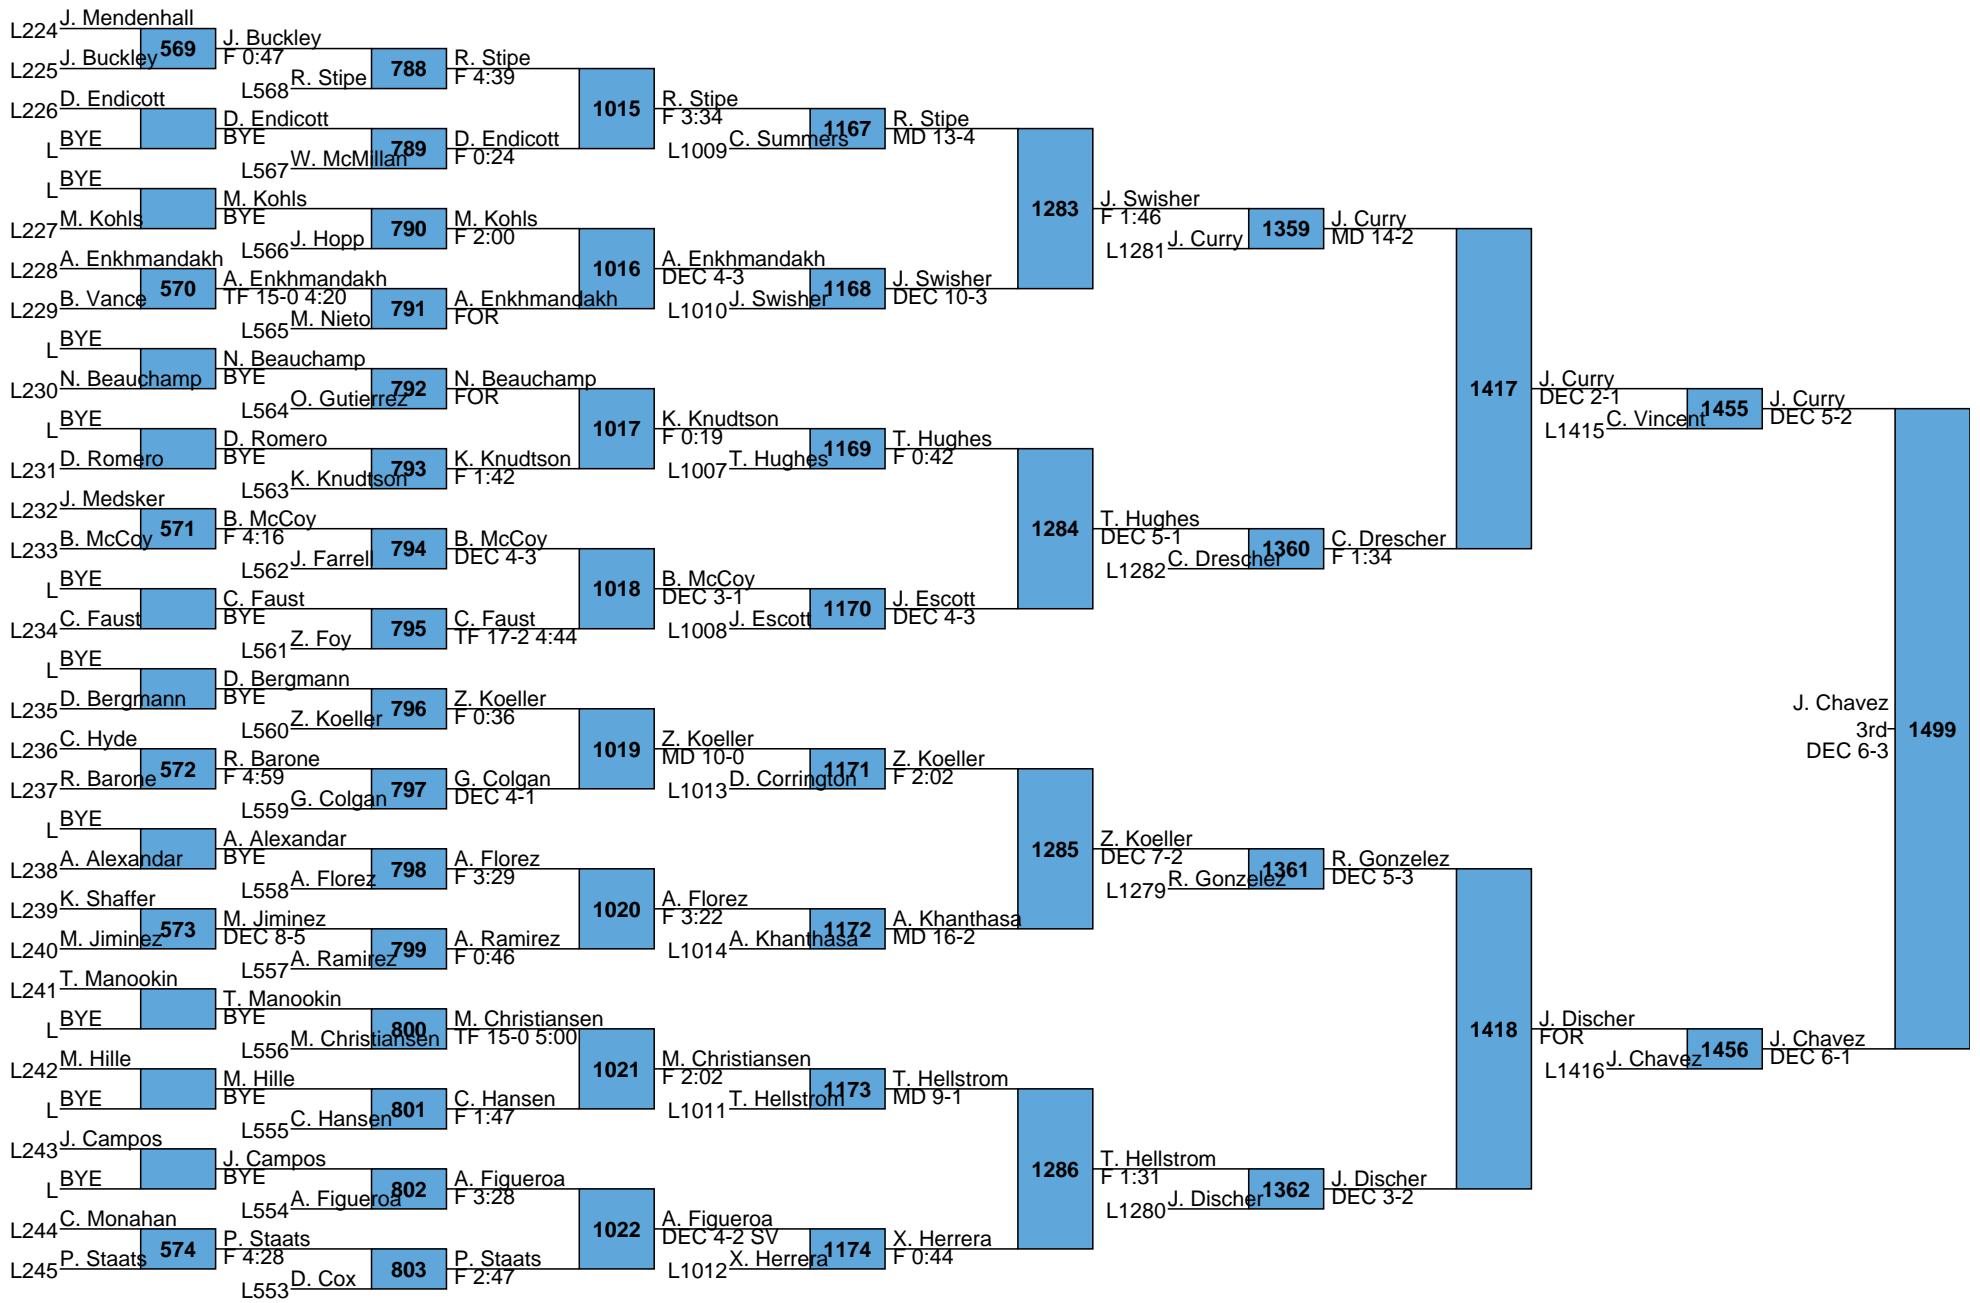 L224 J. Mendenhall
569
L225 J. Buckley
J. Buckley
F 0:47
L226 D. Endicott
L BYE
D. Endicott
BYE
L BYE
L227 M. Kohls
M. Kohls
BYE
L228 A. Enkhmandakh
570
L229 B. Vance
A. Enkhmandakh
TF 15-0 4:20
L BYE
L230 N. Beauchamp
N. Beauchamp
BYE
L BYE
L231 D. Romero
D. Romero
BYE
L232 J. Medsker
571
L233 B. McCoy
B. McCoy
F 4:16
L BYE
L234 C. Faust
C. Faust
BYE
L BYE
L235 D. Bergmann
D. Bergmann
BYE
L236 C. Hyde
572
L237 R. Barone
R. Barone
F 4:59
L BYE
L238 A. Alexandar
A. Alexandar
BYE
L239 K. Shaffer
573
L240 M. Jiminez
M. Jiminez
DEC 8-5
L241 T. Manookin
L BYE
T. Manookin
BYE
L242 M. Hille
L BYE
M. Hille
BYE
L243 J. Campos
L BYE
J. Campos
BYE
L244 C. Monahan
574
L245 P. Staats
P. Staats
F 4:28
788
L568 R. Stipe
R. Stipe
F 4:39
789
L567 W. McMillan
D. Endicott
F 0:24
790
L566 J. Hopp
M. Kohls
F 2:00
791
L565 M. Nieto
A. Enkhmandakh
FOR
792
L564 O. Gutierrez
N. Beauchamp
FOR
793
L563 K. Knudtson
K. Knudtson
F 1:42
794
L562 J. Farrell
B. McCoy
DEC 4-3
795
L561 Z. Foy
C. Faust
TF 17-2 4:44
796
L560 Z. Koeller
Z. Koeller
F 0:36
797
L559 G. Colgan
G. Colgan
DEC 4-1
798
L558 A. Florez
A. Florez
F 3:29
799
L557 A. Ramirez
A. Ramirez
F 0:46
800
L556 M. Christiansen
M. Christiansen
TF 15-0 5:00
801
L555 C. Hansen
C. Hansen
F 1:47
802
L554 A. Figueroa
A. Figueroa
F 3:28
803
L553 D. Cox
P. Staats
F 2:47
1015
R. Stipe
F 3:34
1016
A. Enkhmandakh
DEC 4-3
1017
K. Knudtson
F 0:19
1018
B. McCoy
DEC 3-1
1019
Z. Koeller
MD 10-0
1020
A. Florez
F 3:22
1021
M. Christiansen
F 2:02
1022
A. Figueroa
DEC 4-2 SV
1167
L1009 C. Summers
R. Stipe
MD 13-4
1168
L1010 J. Swisher
J. Swisher
DEC 10-3
1169
L1007 T. Hughes
T. Hughes
F 0:42
1170
L1008 J. Escott
J. Escott
DEC 4-3
1171
L1013 D. Corrington
Z. Koeller
F 2:02
1172
L1014 A. Khanthasa
A. Khanthasa
MD 16-2
1173
L1011 T. Hellstrom
T. Hellstrom
MD 9-1
1174
L1012 X. Herrera
X. Herrera
F 0:44
1283
J. Swisher
F 1:46
1284
T. Hughes
DEC 5-1
1285
Z. Koeller
DEC 7-2
1286
T. Hellstrom
F 1:31
1359
L1281 J. Curry
J. Curry
MD 14-2
1360
L1282 C. Drescher
C. Drescher
F 1:34
1361
L1279 R. Gonzelez
R. Gonzelez
DEC 5-3
1362
L1280 J. Discher
J. Discher
DEC 3-2
1417
J. Curry
DEC 2-1
1418
J. Discher
FOR
1455
L1415 C. Vincent
J. Curry
DEC 5-2
1456
L1416 J. Chavez
J. Chavez
DEC 6-1
J. Chavez
3rd 1499
DEC 6-3